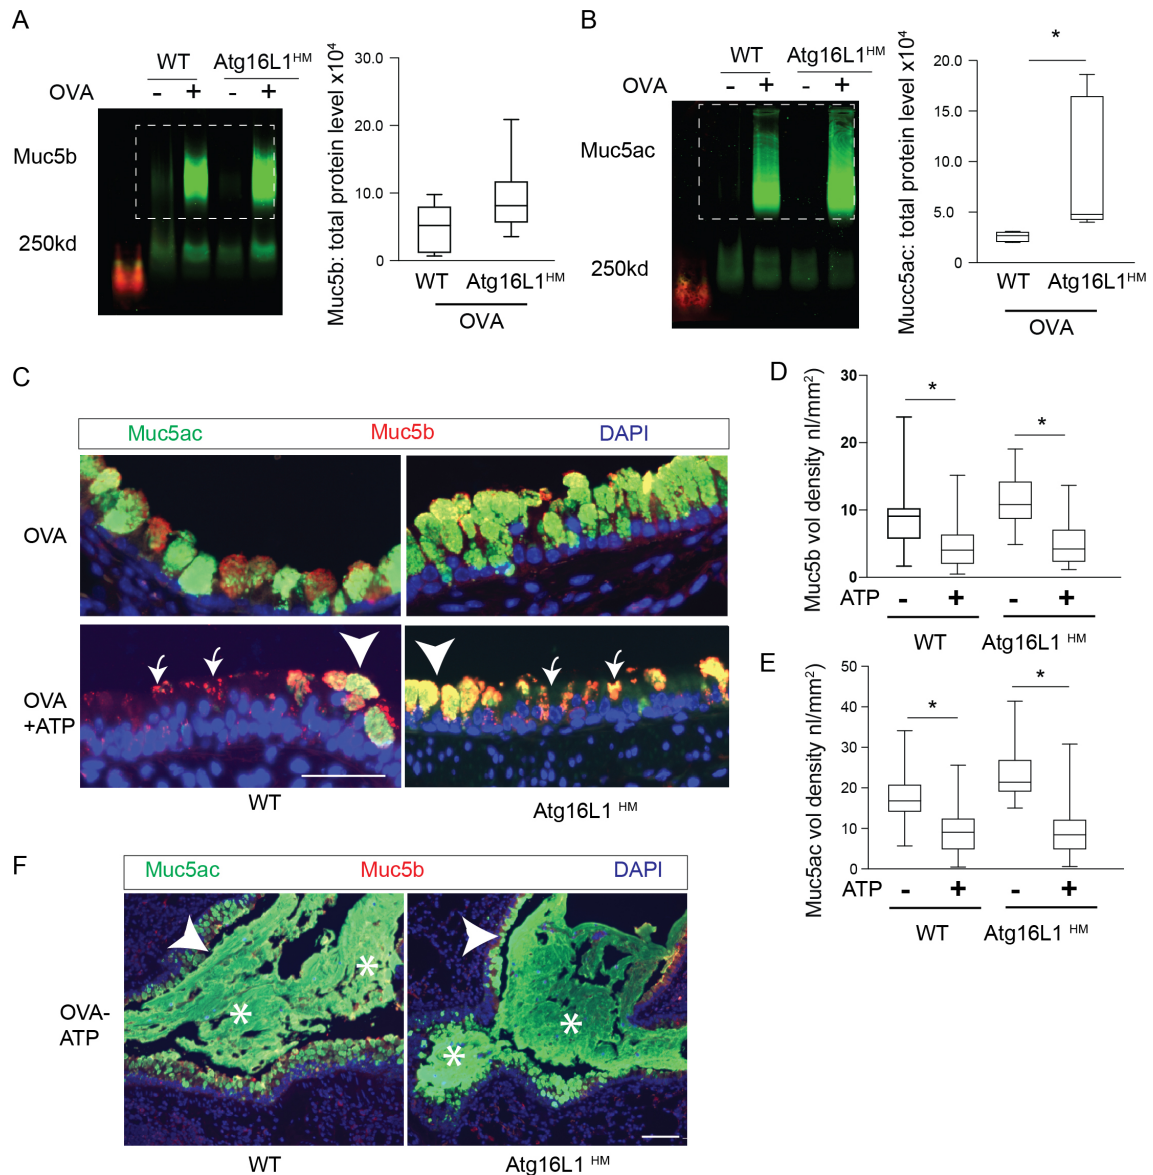 A
WT Atg16L1HM
OVA - + - +
Muc5b
250kd
Muc5b: total protein level x10⁴
30.0
20.0
10.0
0
WT Atg16L1HM
OVA
B
WT Atg16L1HM
OVA - + - +
Muc5ac
250kd
Mucc5ac: total protein level x10⁴
20.0
15.0
10.0
5.0
0
*
WT Atg16L1HM
OVA
C
Muc5ac Muc5b DAPI
OVA
OVA
+ATP
WT Atg16L1 HM
D
Muc5b vol density nl/mm²)
30
20
10
0
* *
ATP - + - +
WT Atg16L1 HM
E
Muc5ac vol density nl/mm²)
50
40
30
20
10
0
* *
ATP - + - +
WT Atg16L1 HM
F
Muc5ac Muc5b DAPI
OVA-
ATP
* * * *
WT Atg16L1 HM